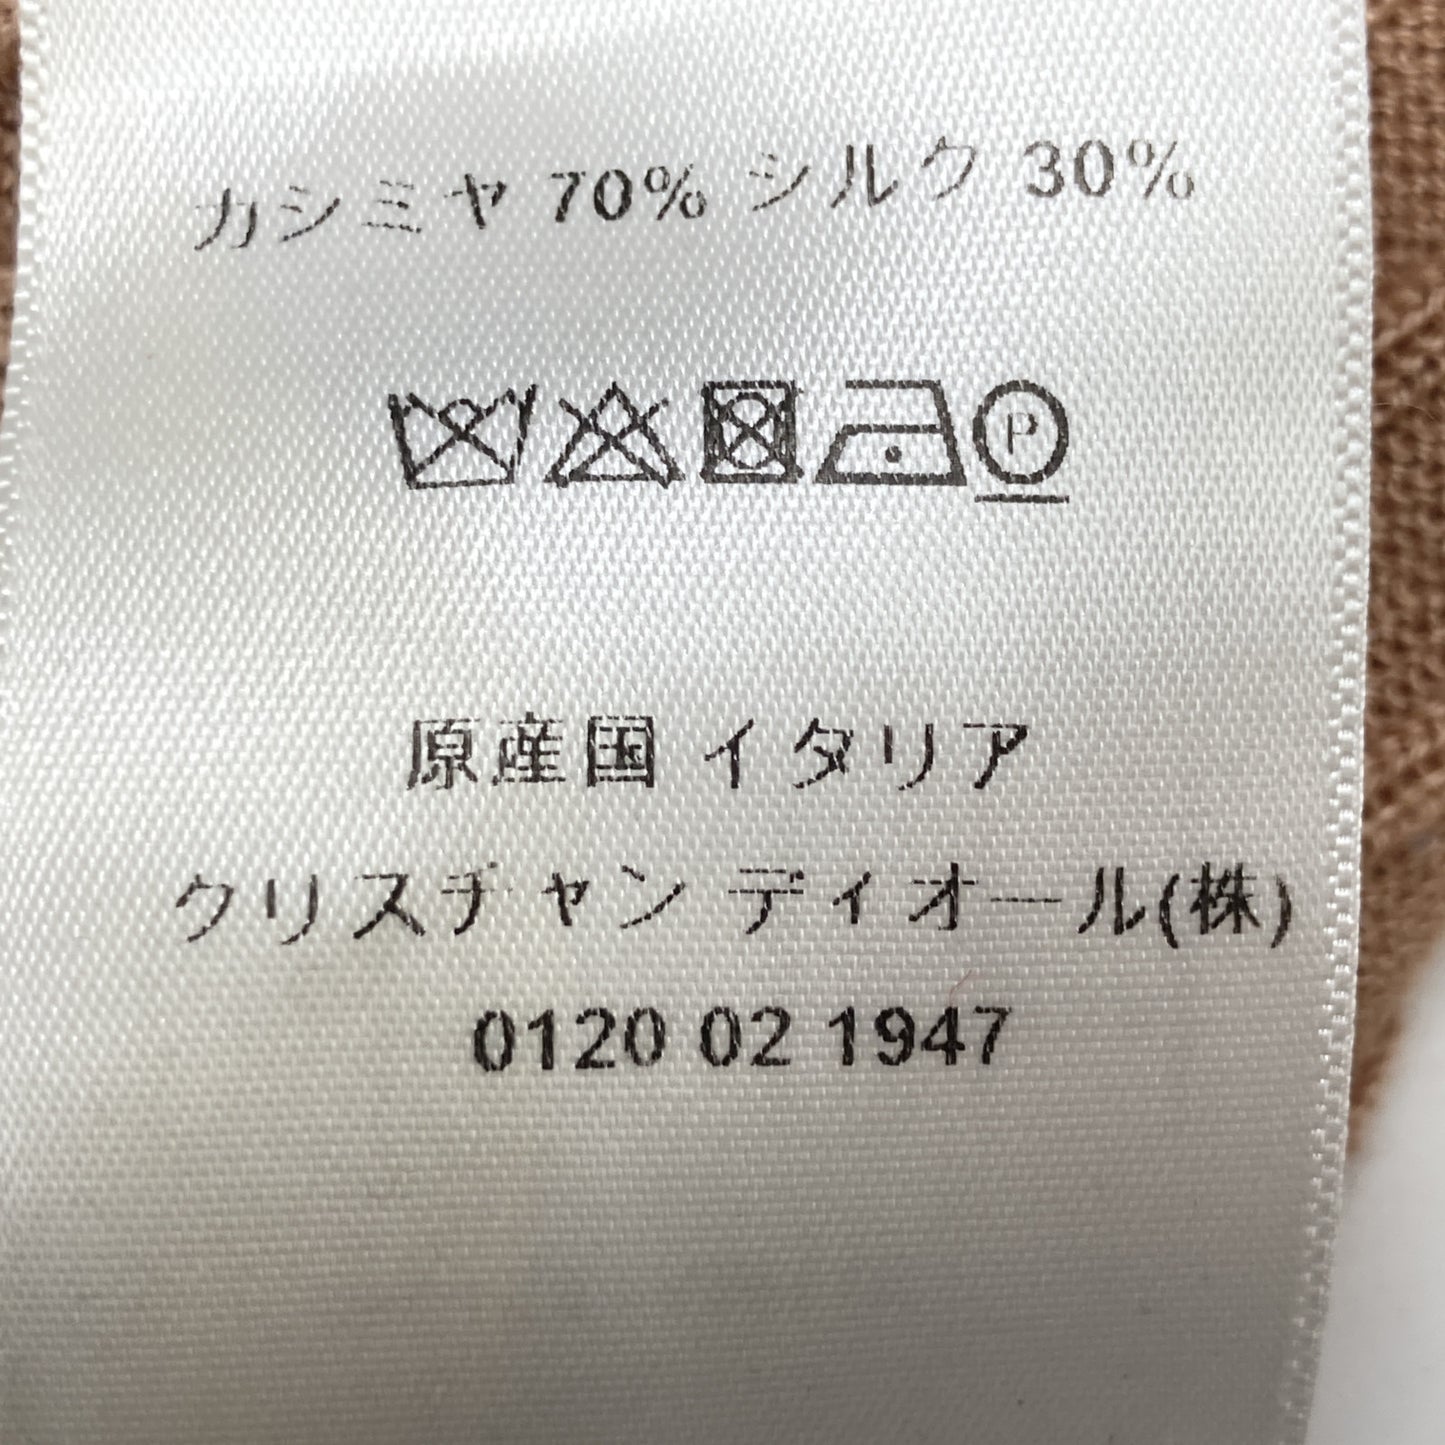 カシミヤ 70% シルク 30%
P
原産国 イタリア
クリスチャン ディオール(株)
0120 02 1947